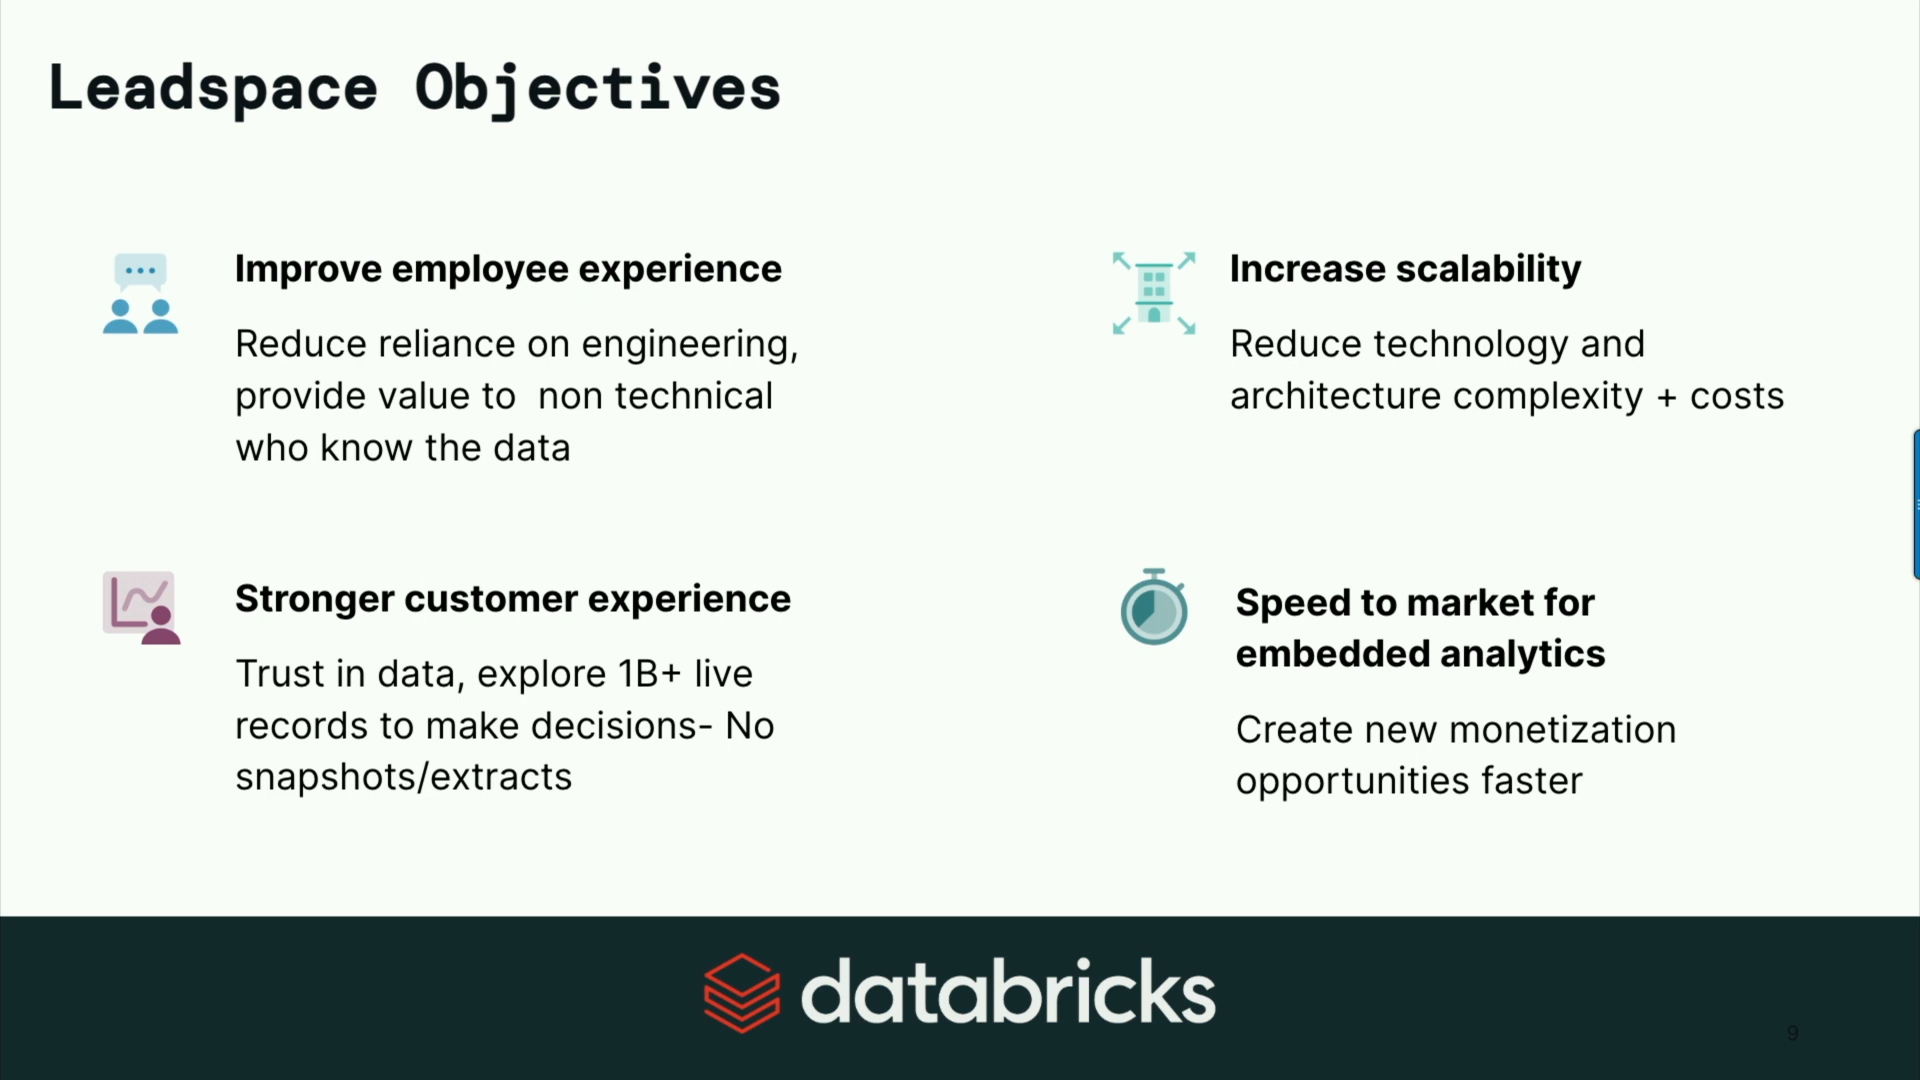 Leadspace Objectives
Improve employee experience
Reduce reliance on engineering,
provide value to  non technical
who know the data
Increase scalability
Reduce technology and
architecture complexity + costs
Stronger customer experience
Trust in data, explore 1B+ live
records to make decisions- No
snapshots/extracts
Speed to market for
embedded analytics
Create new monetization
opportunities faster
databricks
9